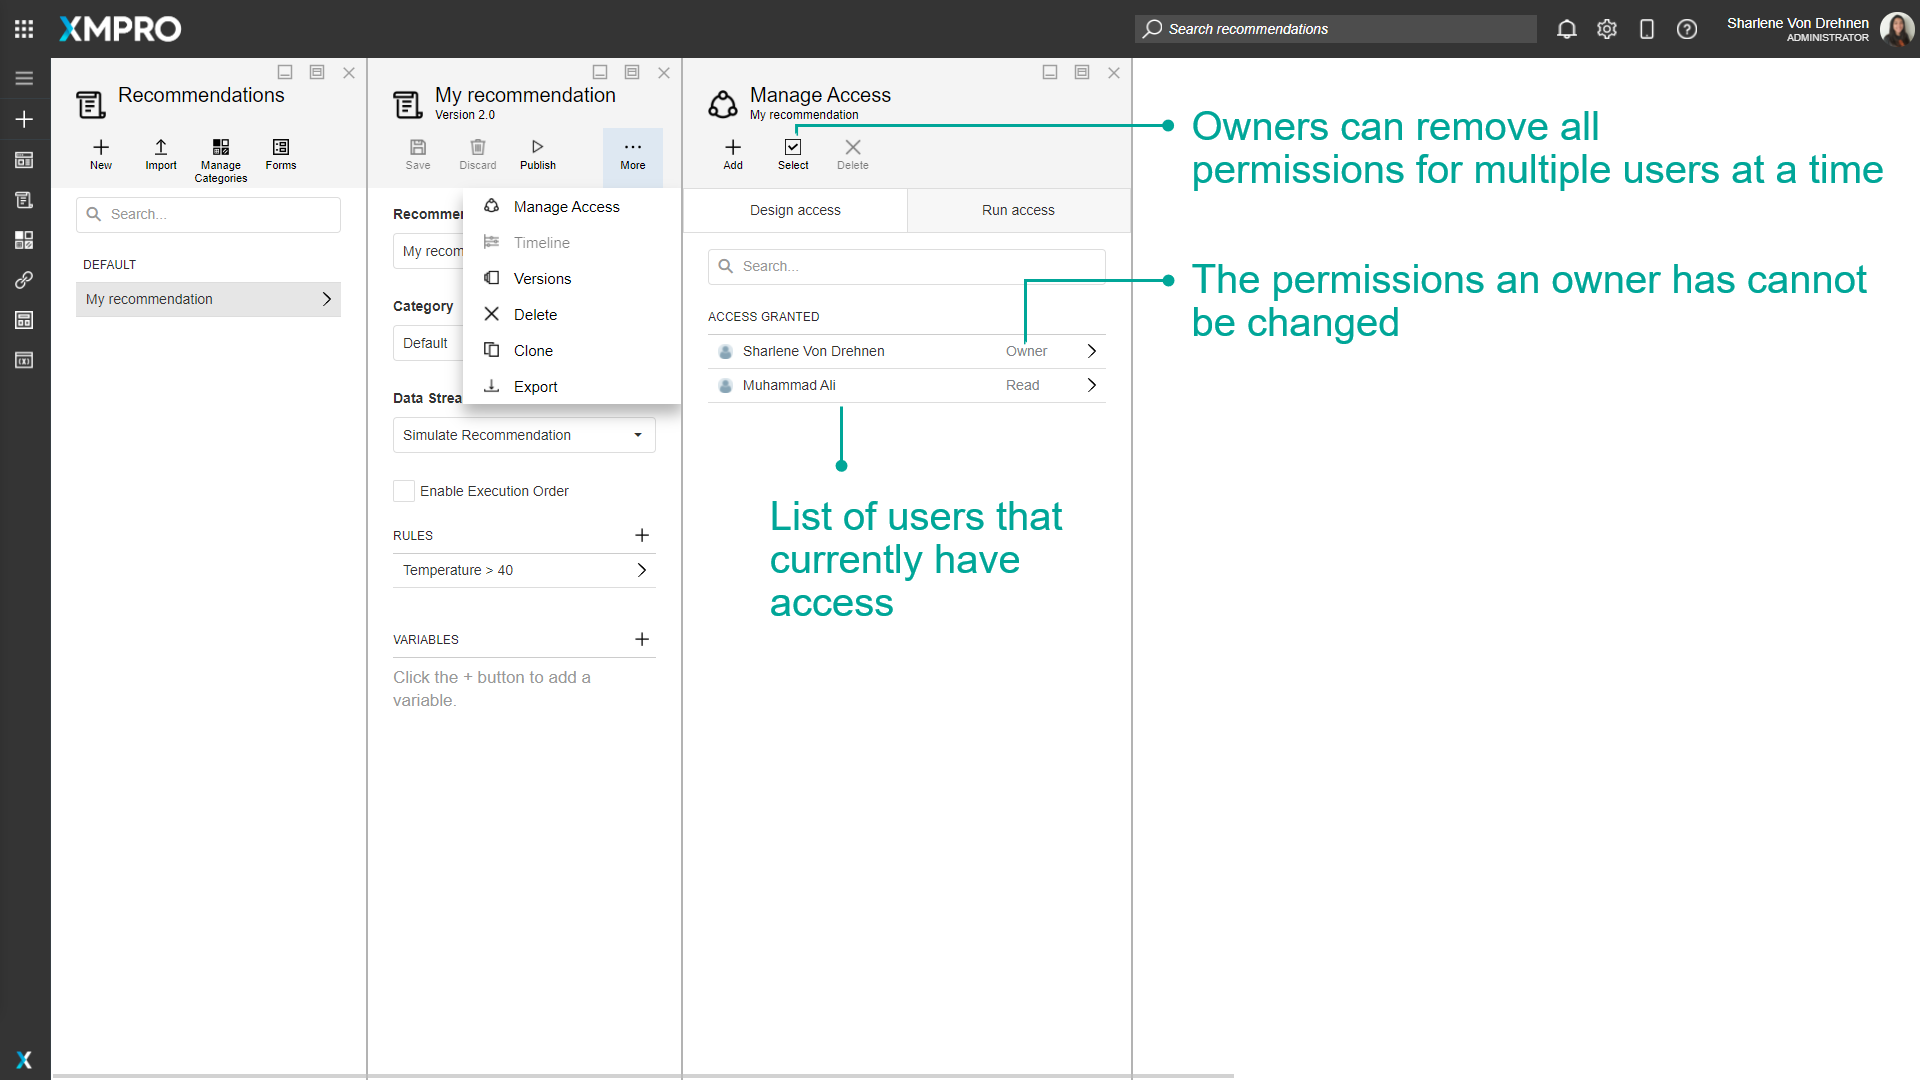 XMPRO
Search recommendations
Sharlene Von Drehnen
ADMINISTRATOR
Recommendations
New
Import
Manage
Categories
Forms
Search...
DEFAULT
My recommendation
My recommendation
Version 2.0
Save
Discard
Publish
More
Manage Access
Timeline
Versions
Delete
Clone
Export
Recommen
My recom
Category
Default
Data Strea
Simulate Recommendation
Enable Execution Order
RULES
Temperature > 40
VARIABLES
Click the + button to add a
variable.
Manage Access
My recommendation
Add
Select
Delete
Design access
Run access
Search...
ACCESS GRANTED
Sharlene Von Drehnen Owner
Muhammad Ali Read
Owners can remove all
permissions for multiple users at a time
The permissions an owner has cannot
be changed
List of users that
currently have
access